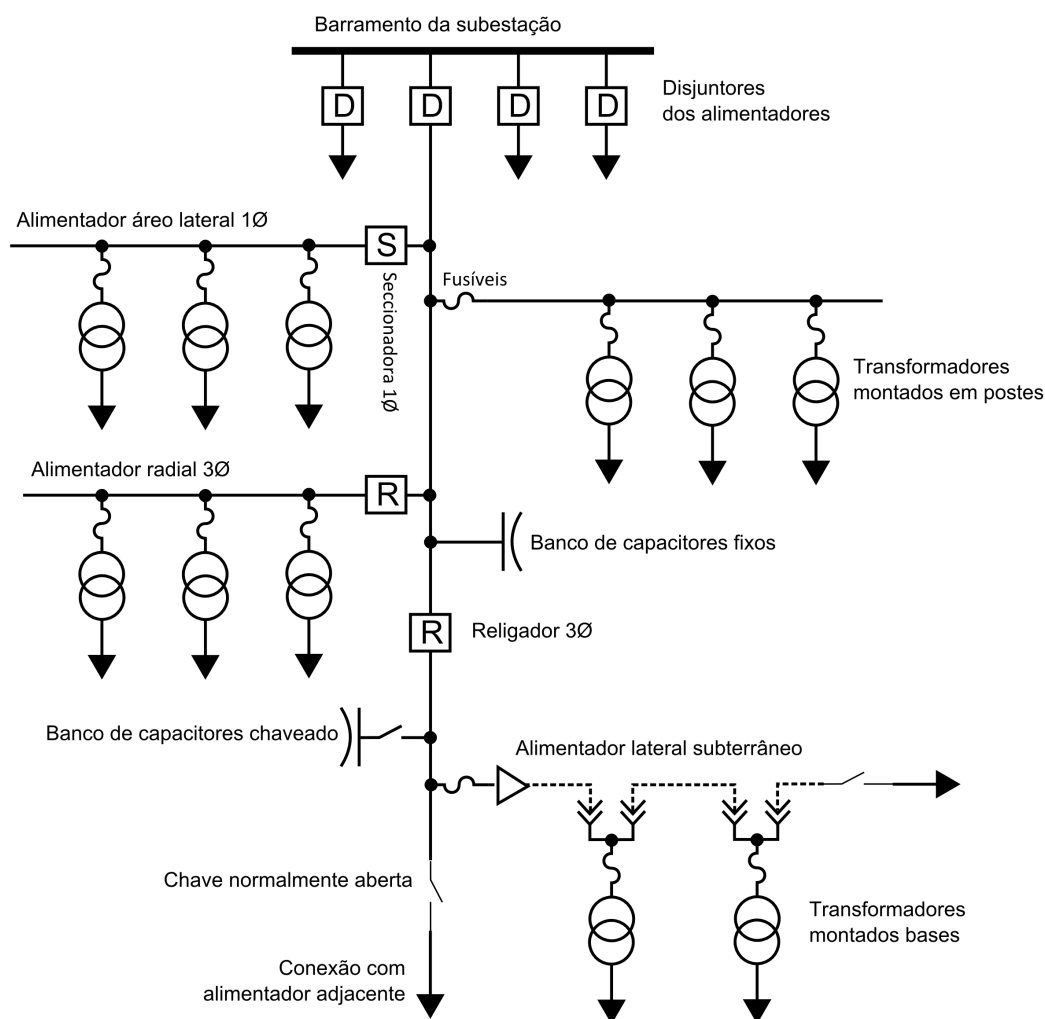 Barramento da subestação
D D D D
Disjuntores
dos alimentadores
Alimentador áreo lateral 1Ø
S
Seccionadora 1Ø
Fusíveis
Transformadores
montados em postes
Alimentador radial 3Ø
R
Banco de capacitores fixos
R
Religador 3Ø
Banco de capacitores chaveado
Alimentador lateral subterrâneo
Chave normalmente aberta
Transformadores
montados bases
Conexão com
alimentador adjacente